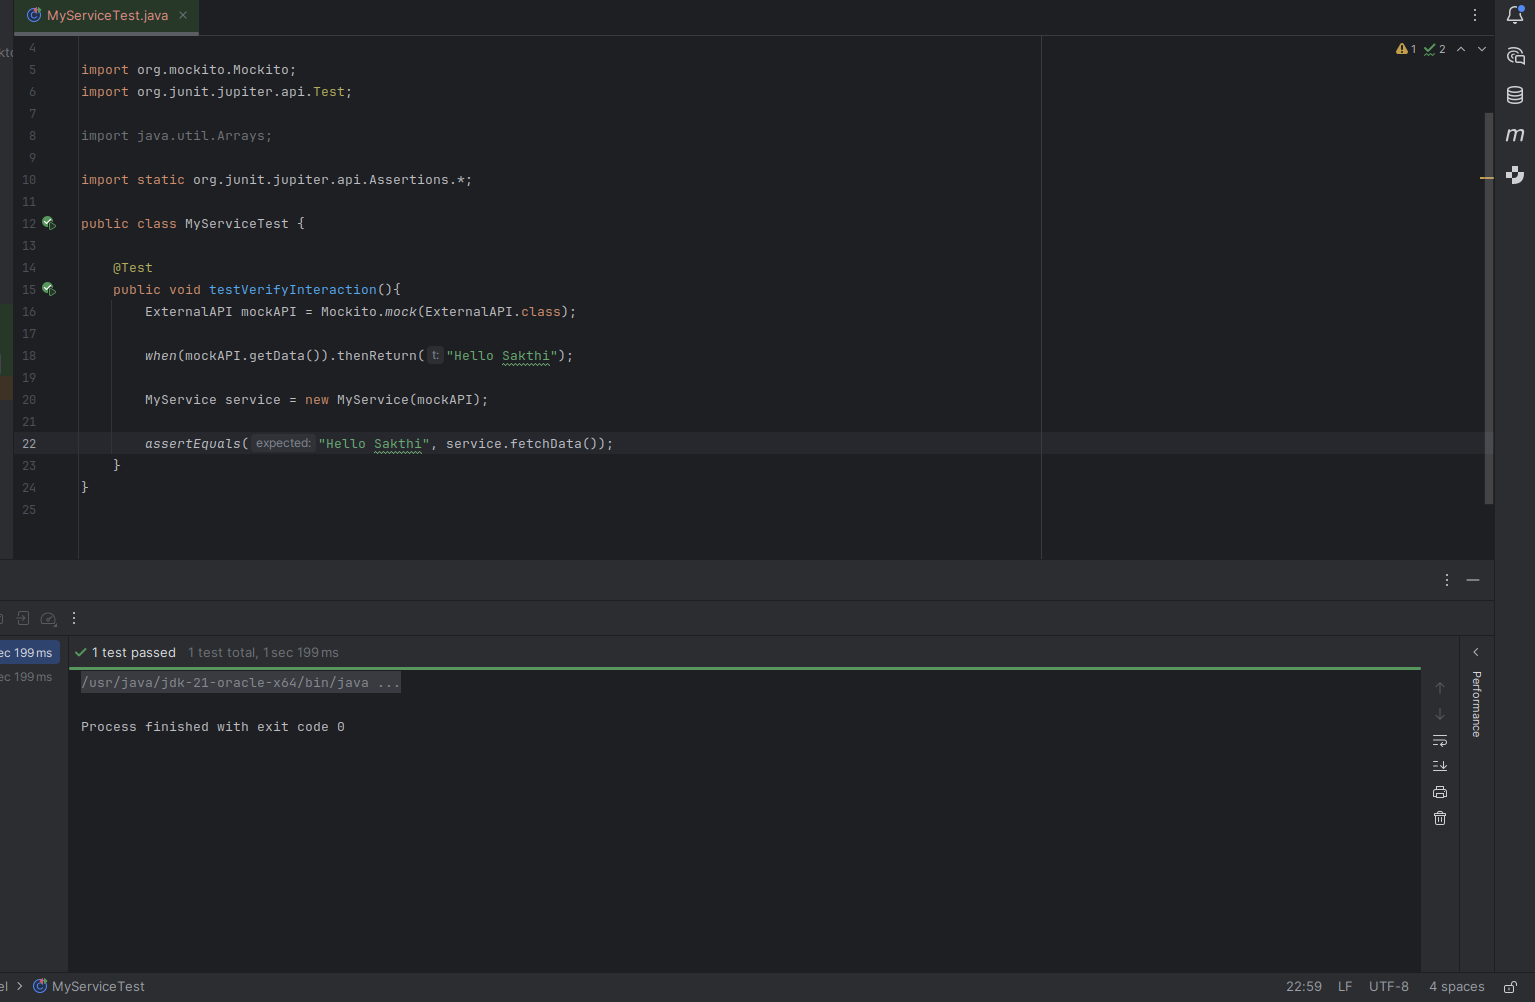 MyServiceTest.java
1 2
4
5 import org.mockito.Mockito;
6 import org.junit.jupiter.api.Test;
7
8 import java.util.Arrays;
9
10 import static org.junit.jupiter.api.Assertions.*;
11
12 public class MyServiceTest {
13
14 @Test
15 public void testVerifyInteraction(){
16 ExternalAPI mockAPI = Mockito.mock(ExternalAPI.class);
17
18 when(mockAPI.getData()).thenReturn( t: "Hello Sakthi");
19
20 MyService service = new MyService(mockAPI);
21
22 assertEquals( expected: "Hello Sakthi", service.fetchData());
23 }
24 }
25
ec 199 ms
ec 199 ms
1 test passed 1 test total, 1 sec 199 ms
/usr/java/jdk-21-oracle-x64/bin/java ...
Process finished with exit code 0
Performance
el > MyServiceTest
22:59 LF UTF-8 4 spaces